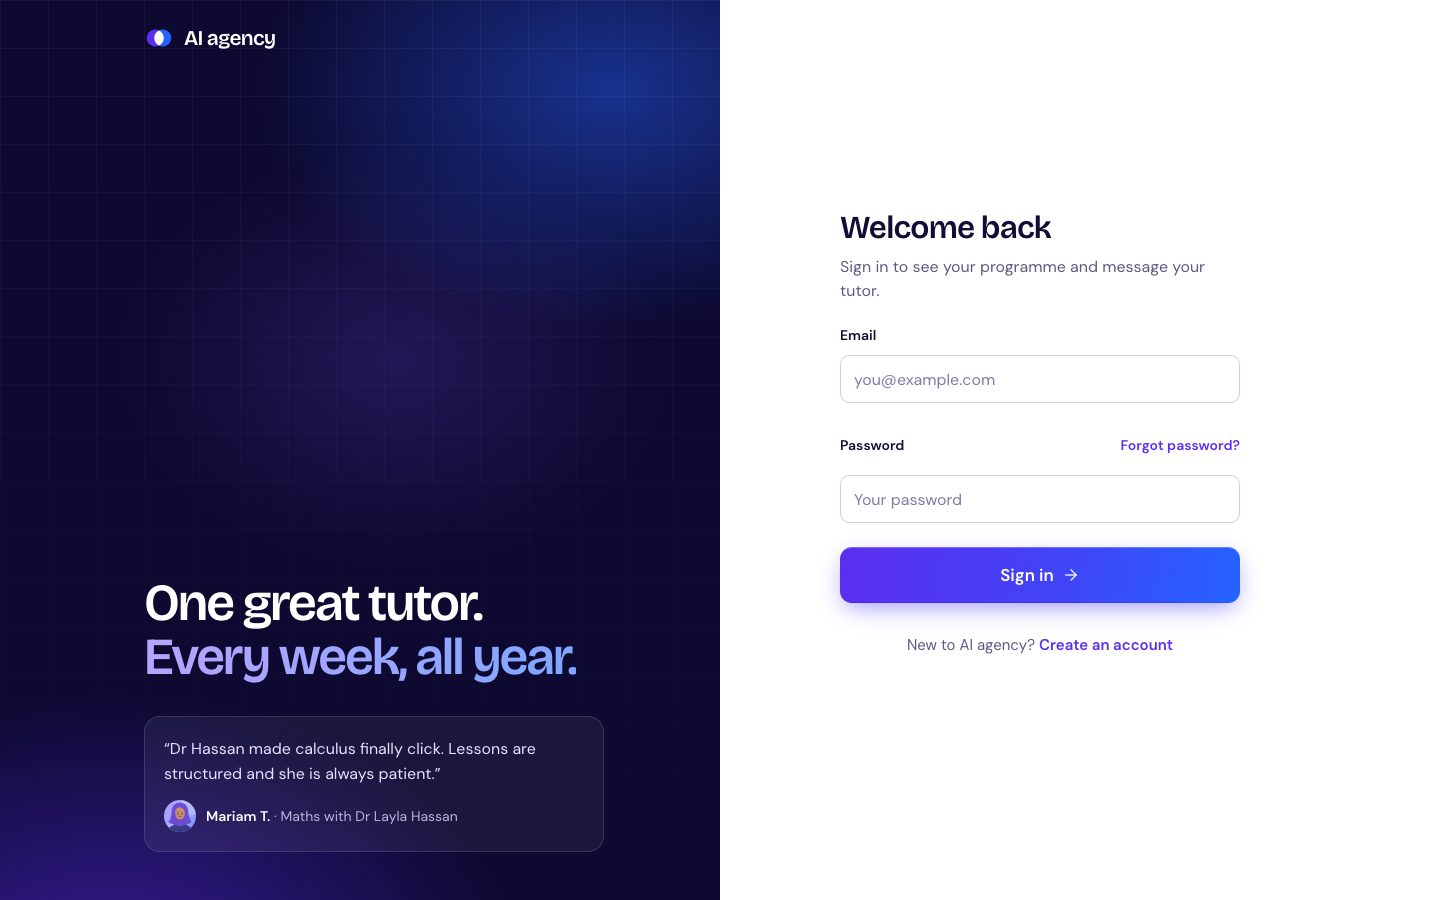 AI agency
One great tutor.
Every week, all year.
“Dr Hassan made calculus finally click. Lessons are
structured and she is always patient.”
Mariam T. · Maths with Dr Layla Hassan
Welcome back
Sign in to see your programme and message your
tutor.
Email
you@example.com
Password
Forgot password?
Your password
Sign in →
New to AI agency? Create an account